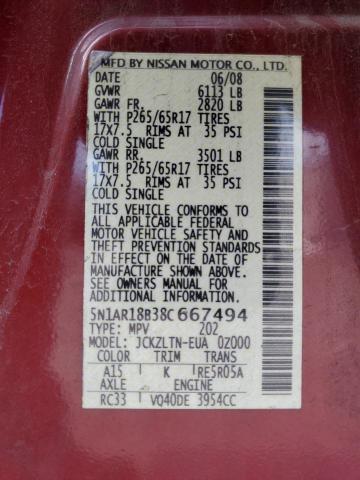 MFD BY NISSAN MOTOR CO., LTD.
DATE 06/08
GVWR 6113 LB
GAWR FR. 2820 LB
WITH P265/65R17 TIRES
17X7.5 RIMS AT 35 PSI
COLD SINGLE
GAWR RR. 3501 LB
WITH P265/65R17 TIRES
17X7.5 RIMS AT 35 PSI
COLD SINGLE
THIS VEHICLE CONFORMS TO
ALL APPLICABLE FEDERAL
MOTOR VEHICLE SAFETY AND
THEFT PREVENTION STANDARDS
IN EFFECT ON THE DATE OF
MANUFACTURE SHOWN ABOVE.
SEE OWNERS MANUAL FOR
ADDITIONAL INFORMATION.
5N1AR18B38C667494
TYPE: MPV 202
MODEL: JCKZLTN-EUA 0Z000
COLOR TRIM TRANS
A15 K RE5R05A
AXLE ENGINE
RC33 VQ40DE 3954CC